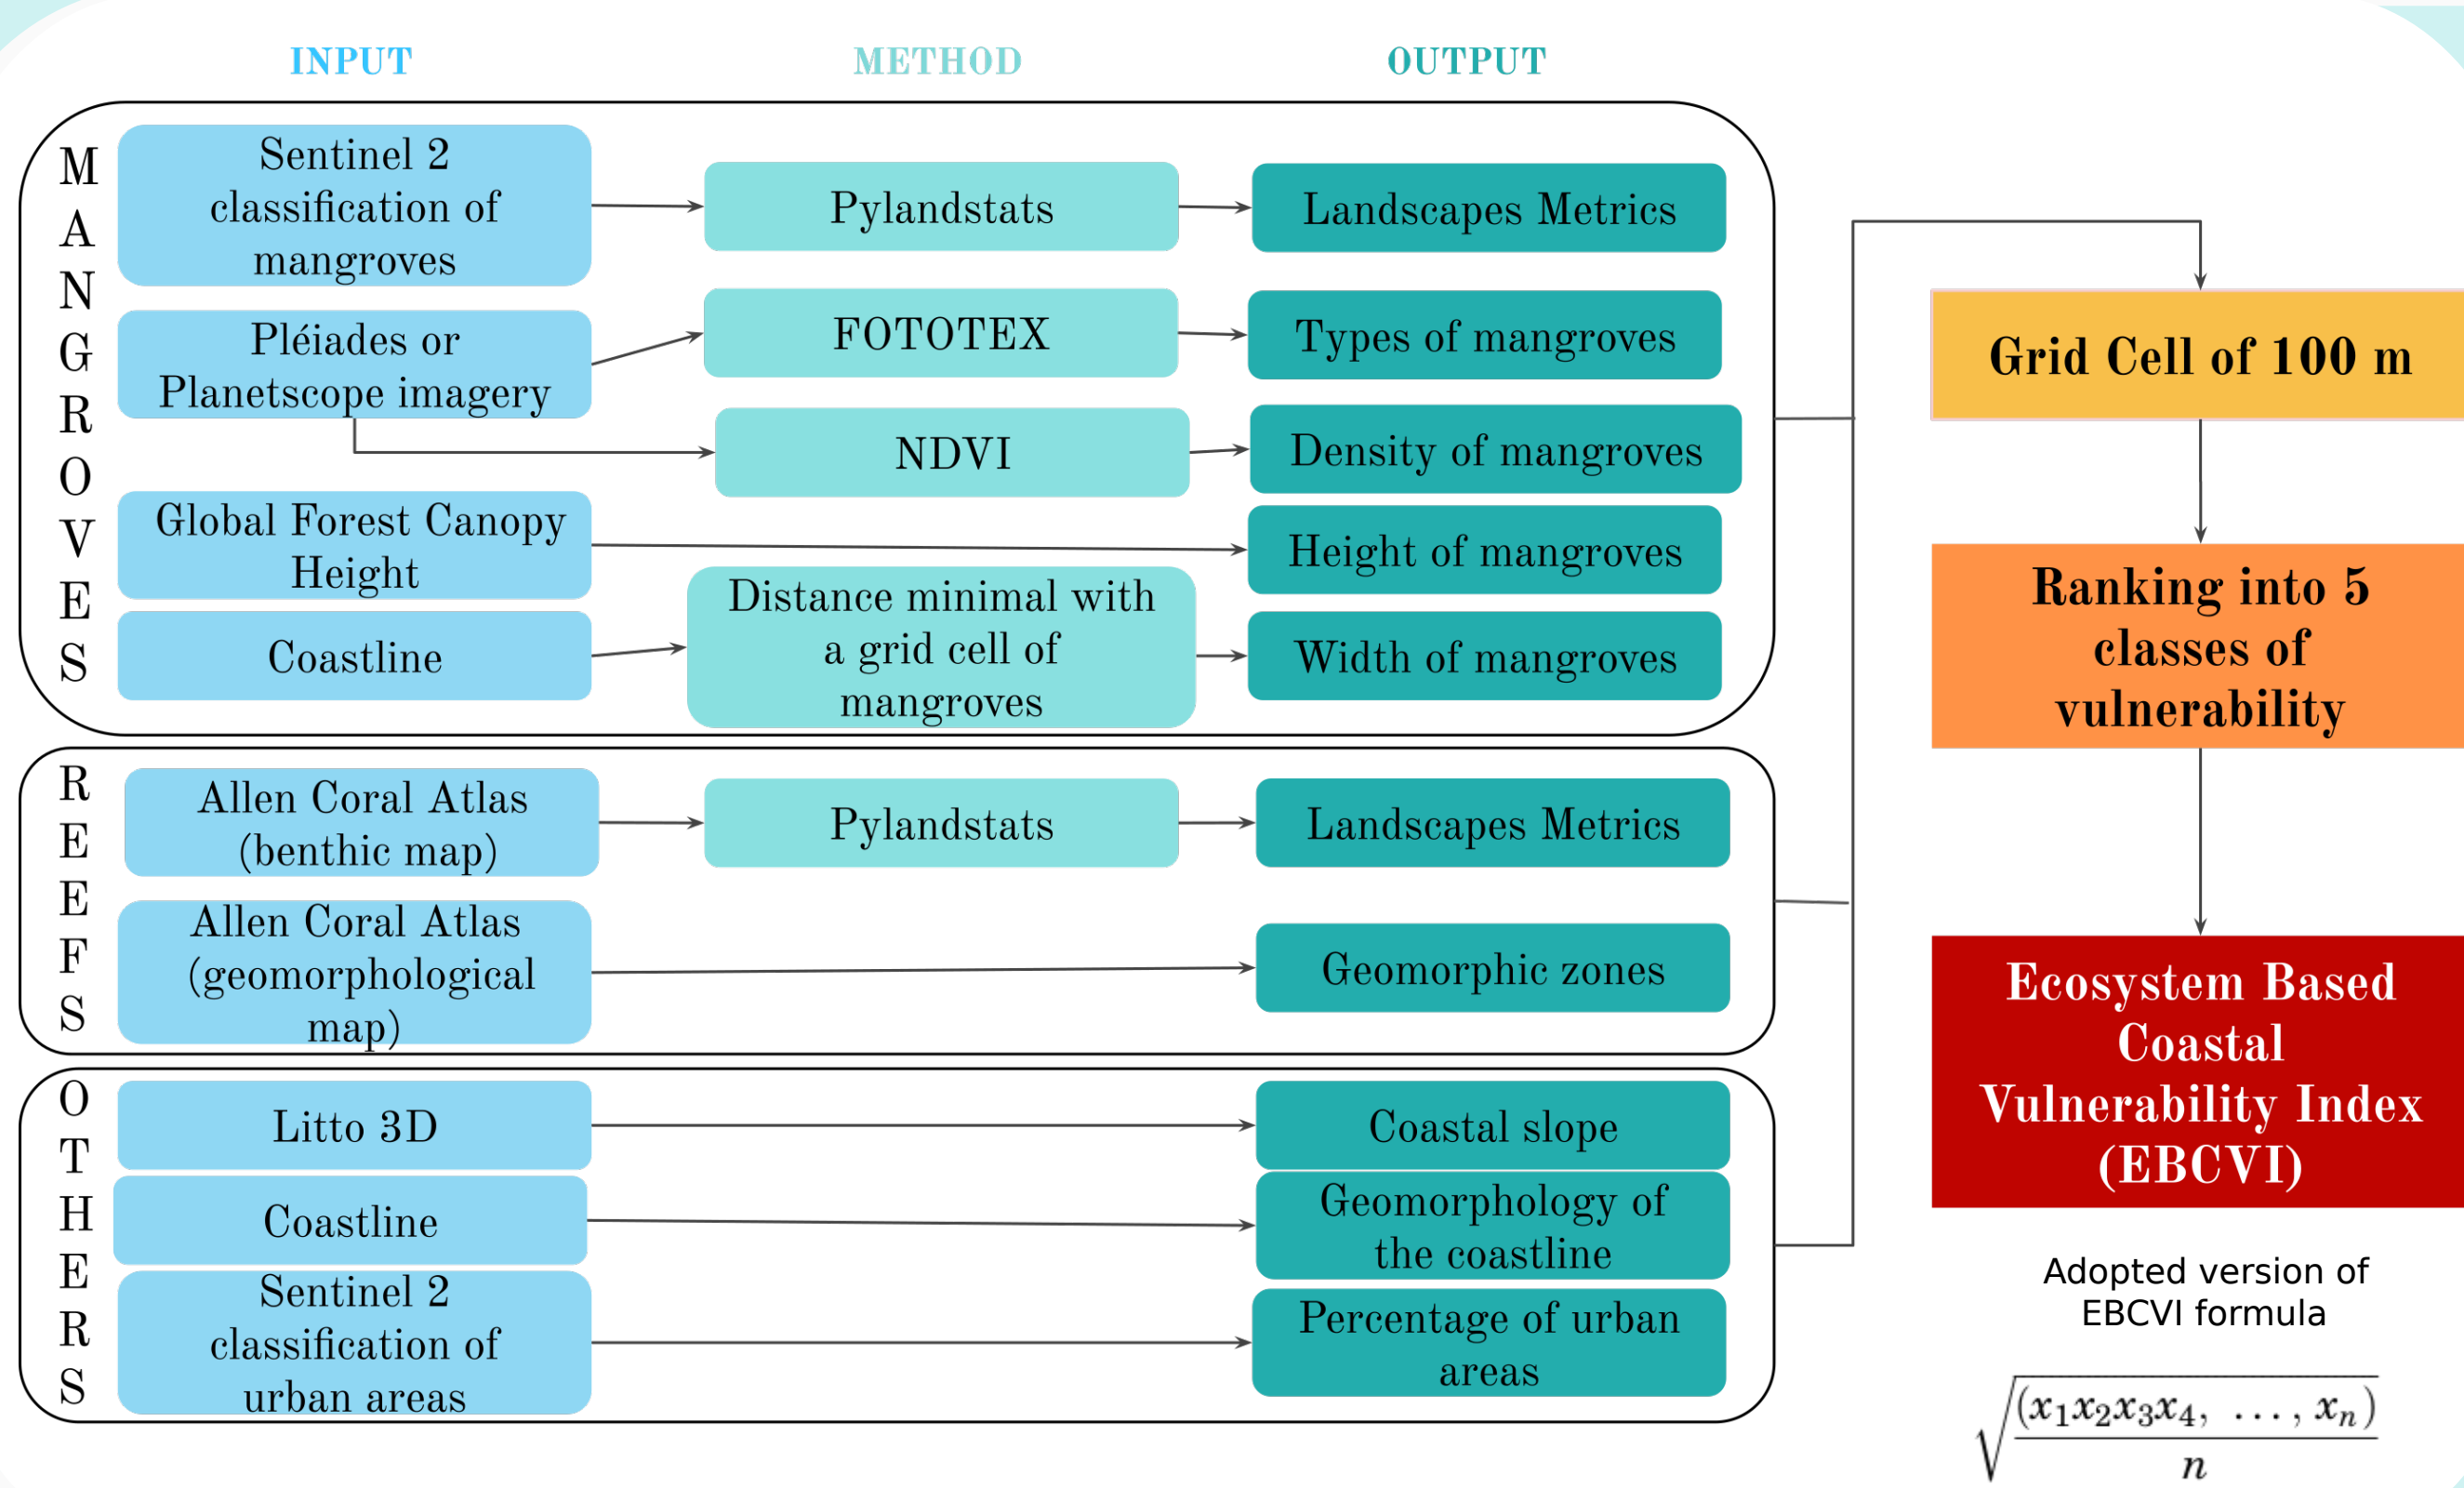 INPUT
METHOD
OUTPUT
MANGROVES
Sentinel 2
classification of
mangroves
Pylandstats
Landscapes Metrics
Pléiades or
Planetscope imagery
FOTOTEX
Types of mangroves
NDVI
Density of mangroves
Global Forest Canopy
Height
Height of mangroves
Coastline
Distance minimal with
a grid cell of
mangroves
Width of mangroves
REEFS
Allen Coral Atlas
(benthic map)
Pylandstats
Landscapes Metrics
Allen Coral Atlas
(geomorphological
map)
Geomorphic zones
OTHERS
Litto 3D
Coastal slope
Coastline
Geomorphology of
the coastline
Sentinel 2
classification of
urban areas
Percentage of urban
areas
Grid Cell of 100 m
Ranking into 5
classes of
vulnerability
Ecosystem Based
Coastal
Vulnerability Index
(EBCVI)
Adopted version of
EBCVI formula
√(x₁x₂x₃x₄, ..., xₙ)
n